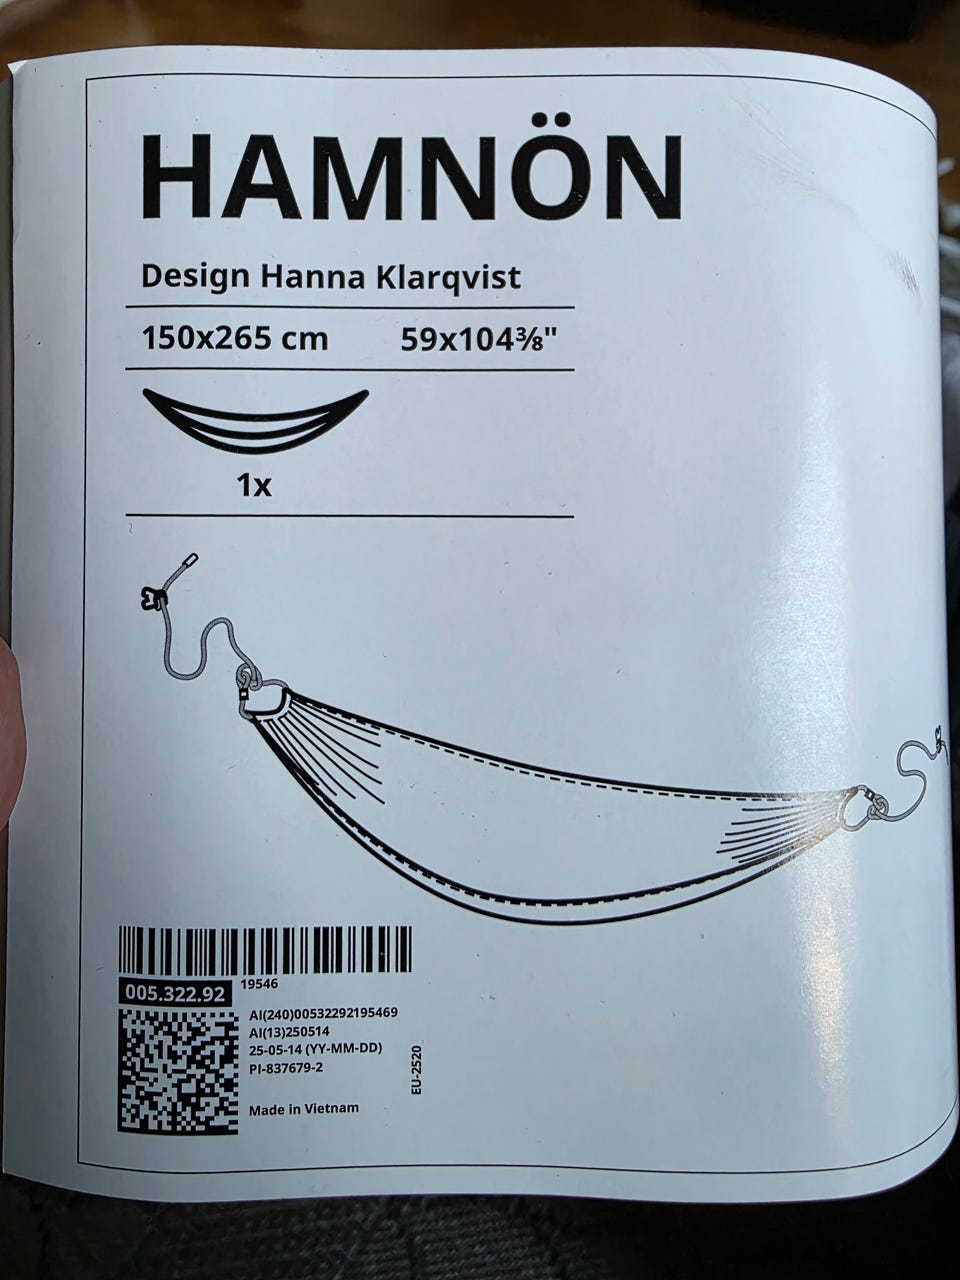 HAMNÖN
Design Hanna Klarqvist
150x265 cm 59x104⅜"
1x
005.322.92 19546
AI(240)00532292195469
AI(13)250514
25-05-14 (YY-MM-DD)
PI-837679-2
EU-2520
Made in Vietnam